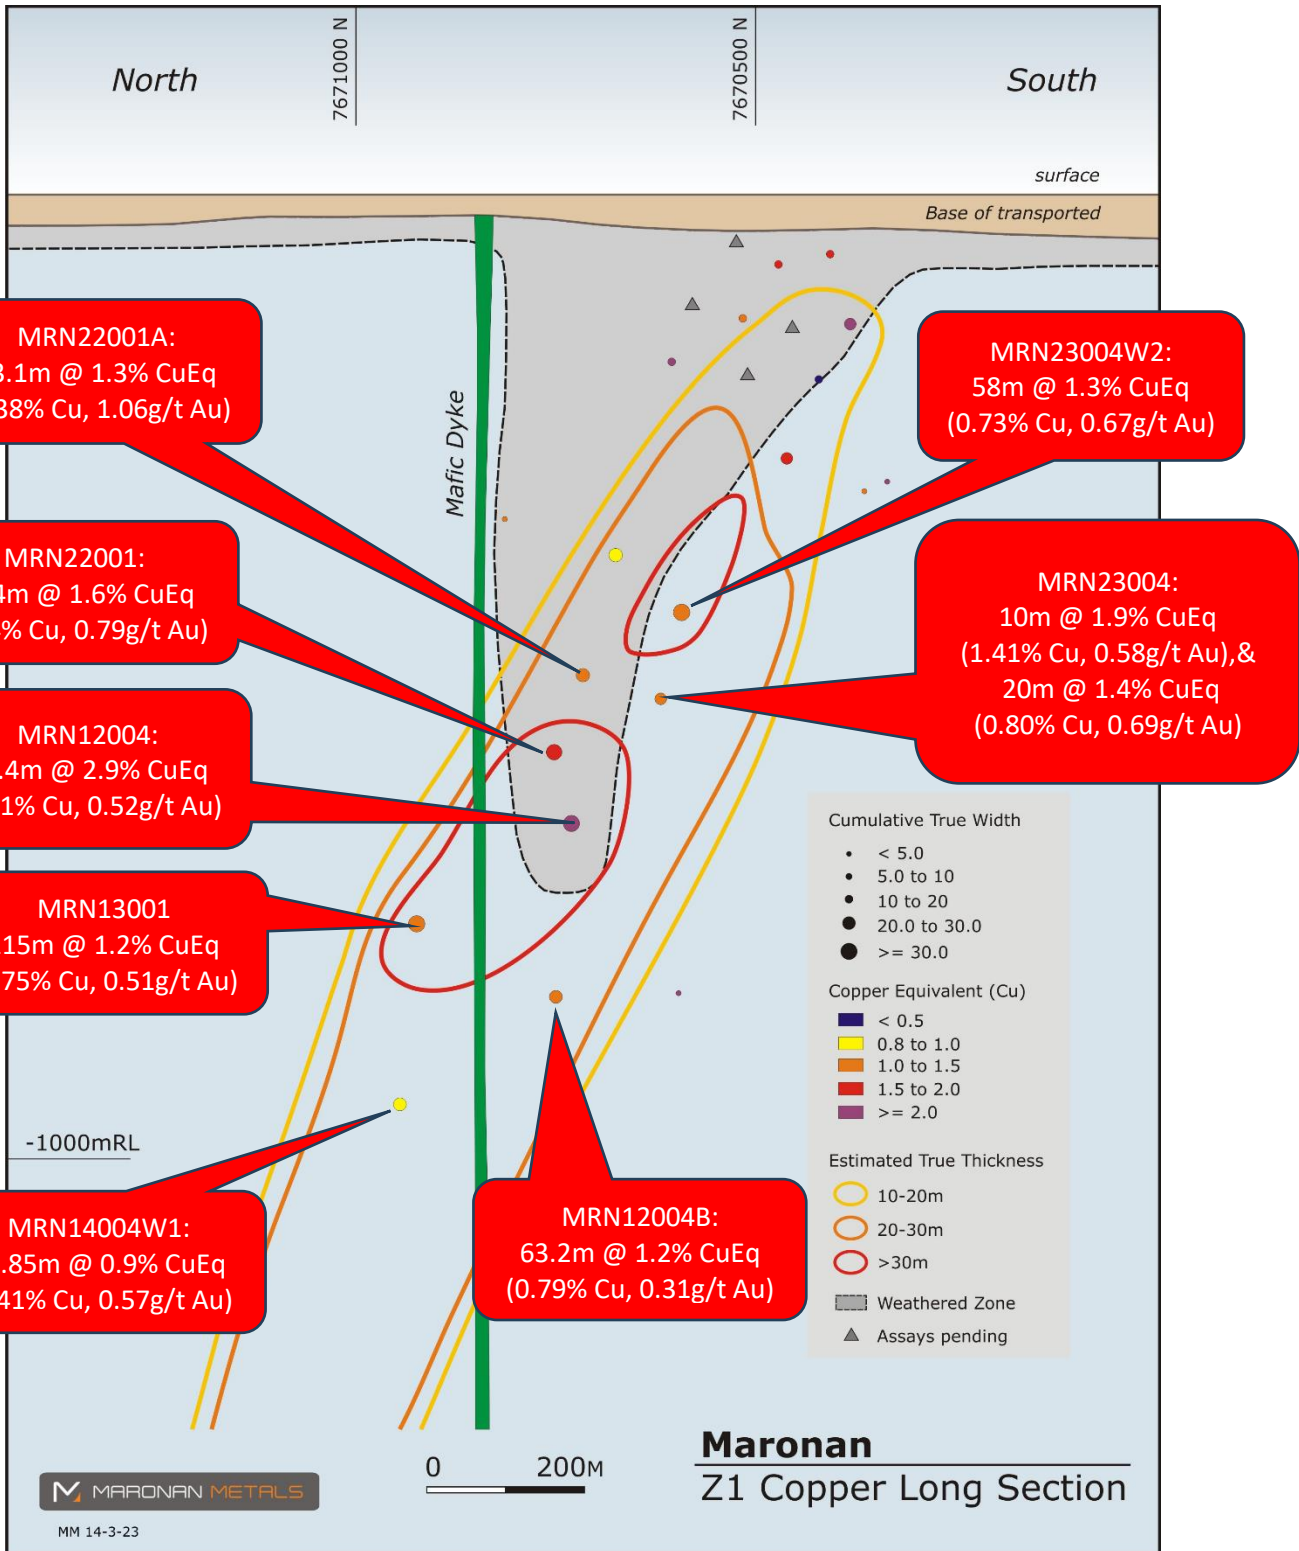 North
7671000 N
7670500 N
South
surface
Base of transported
Mafic Dyke
MRN22001A:
3.1m @ 1.3% CuEq
38% Cu, 1.06g/t Au)
MRN23004W2:
58m @ 1.3% CuEq
(0.73% Cu, 0.67g/t Au)
MRN22001:
4m @ 1.6% CuEq
% Cu, 0.79g/t Au)
MRN23004:
10m @ 1.9% CuEq
(1.41% Cu, 0.58g/t Au),&
20m @ 1.4% CuEq
(0.80% Cu, 0.69g/t Au)
MRN12004:
.4m @ 2.9% CuEq
1% Cu, 0.52g/t Au)
MRN13001
15m @ 1.2% CuEq
75% Cu, 0.51g/t Au)
-1000mRL
MRN14004W1:
.85m @ 0.9% CuEq
41% Cu, 0.57g/t Au)
MRN12004B:
63.2m @ 1.2% CuEq
(0.79% Cu, 0.31g/t Au)
Cumulative True Width
< 5.0
5.0 to 10
10 to 20
20.0 to 30.0
>= 30.0
Copper Equivalent (Cu)
< 0.5
0.8 to 1.0
1.0 to 1.5
1.5 to 2.0
>= 2.0
Estimated True Thickness
10-20m
20-30m
>30m
Weathered Zone
Assays pending
MARONAN METALS
MM 14-3-23
0 200M
Maronan
Z1 Copper Long Section